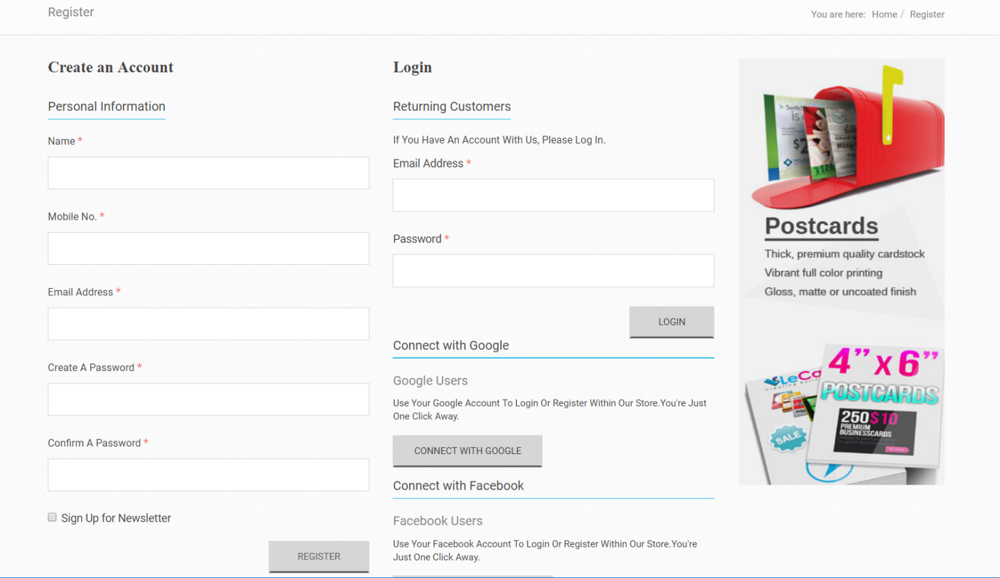 Register
You are here: Home / Register
Create an Account
Personal Information
Name *
Mobile No. *
Email Address *
Create A Password *
Confirm A Password *
Sign Up for Newsletter
REGISTER
Login
Returning Customers
If You Have An Account With Us, Please Log In.
Email Address *
Password *
LOGIN
Connect with Google
Google Users
Use Your Google Account To Login Or Register Within Our Store.You're Just
One Click Away.
CONNECT WITH GOOGLE
Connect with Facebook
Facebook Users
Use Your Facebook Account To Login Or Register Within Our Store.You're
Just One Click Away.
Postcards
Thick, premium quality cardstock
Vibrant full color printing
Gloss, matte or uncoated finish
4” x 6”
POSTCARDS
250 $10
PREMIUM
BUSINESSCARDS
SALE